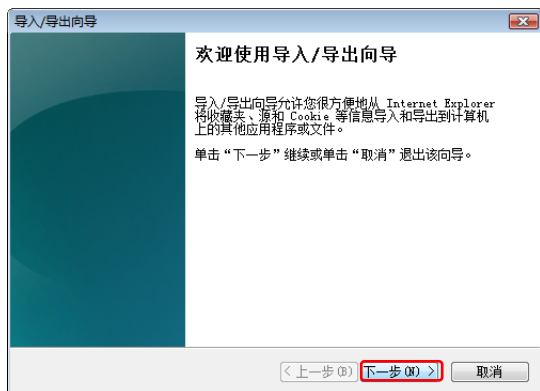 导入/导出向导
欢迎使用导入/导出向导
导入/导出向导允许您很方便地从 Internet Explorer
将收藏夹、源和 Cookie 等信息导入和导出到计算机
上的其他应用程序或文件。
单击“下一步”继续或单击“取消”退出该向导。
< 上一步(B) 下一步(N) > 取消